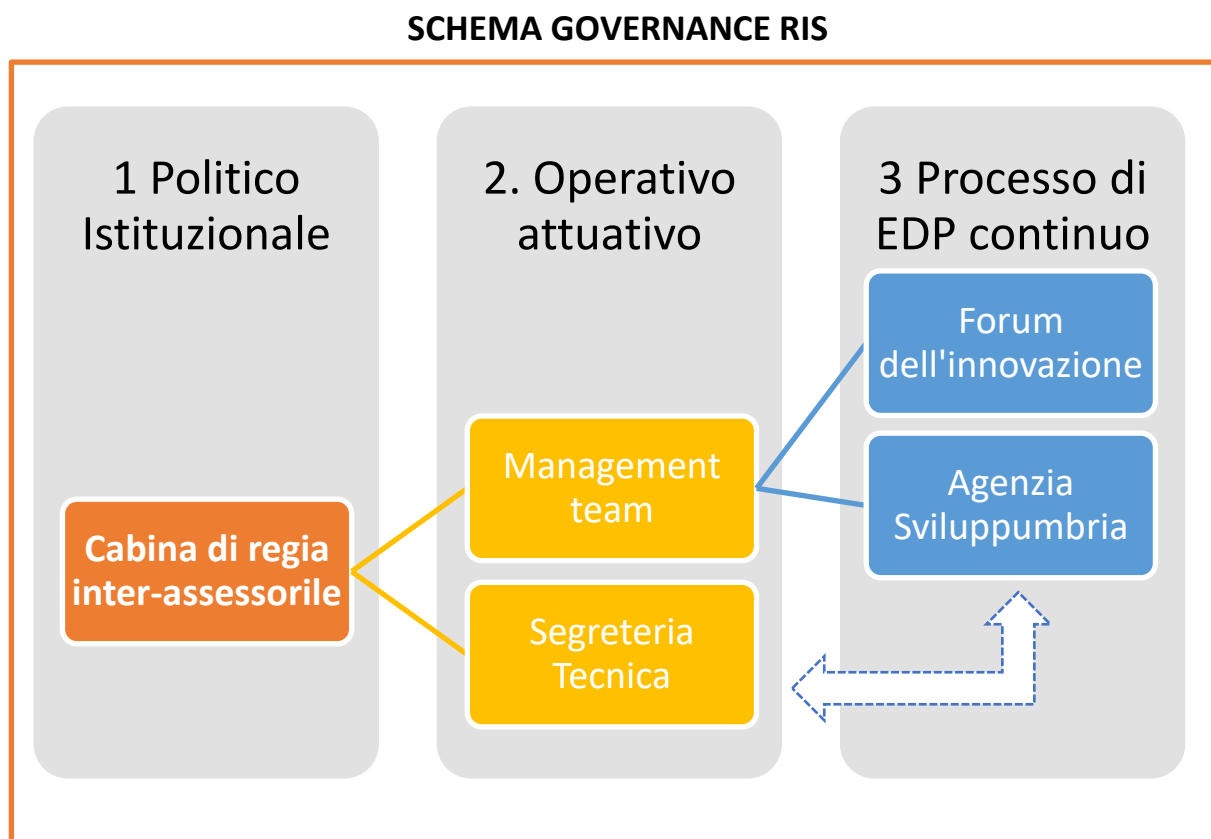 SCHEMA GOVERNANCE RIS
1 Politico
Istituzionale
Cabina di regia
inter-assessorile
2. Operativo
attuativo
Management
team
Segreteria
Tecnica
3 Processo di
EDP continuo
Forum
dell'innovazione
Agenzia
Sviluppumbria